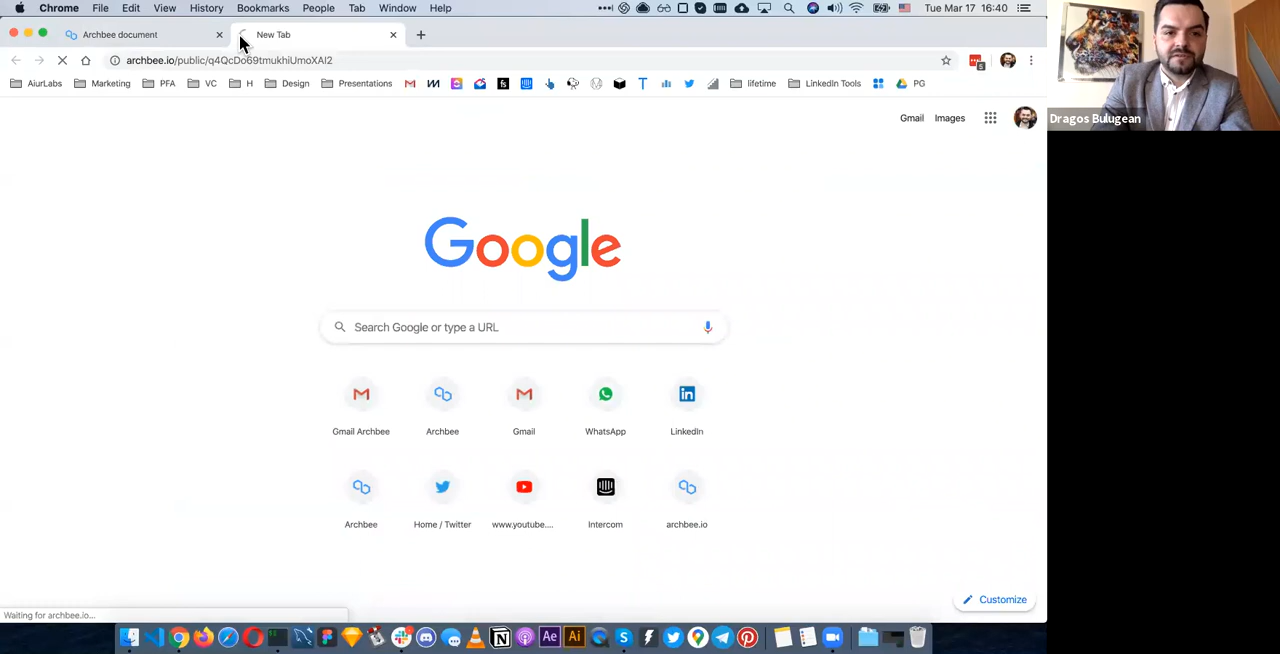 Chrome File Edit View History Bookmarks People Tab Window Help Tue Mar 17 16:40
Archbee document New Tab
archbee.io/public/q4QcDo69tmukhiUmoXAI2
AiurLabs Marketing PFA VC H Design Presentations lifetime LinkedIn Tools PG
Gmail Images
Dragos Bulugean
Google
Search Google or type a URL
Gmail Archbee Archbee Gmail WhatsApp LinkedIn
Archbee Home / Twitter www.youtube.... Intercom archbee.io
Customize
Waiting for archbee.io...
Ae Ai